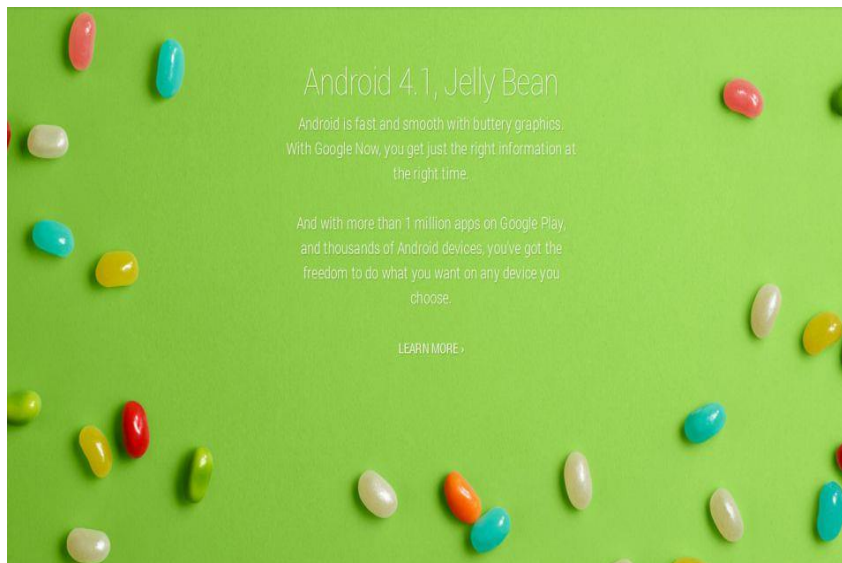 Android 4.1, Jelly Bean
Android is fast and smooth with buttery graphics.
With Google Now, you get just the right information at
the right time.
And with more than 1 million apps on Google Play,
and thousands of Android devices, you've got the
freedom to do what you want on any device you
choose.
LEARN MORE ›